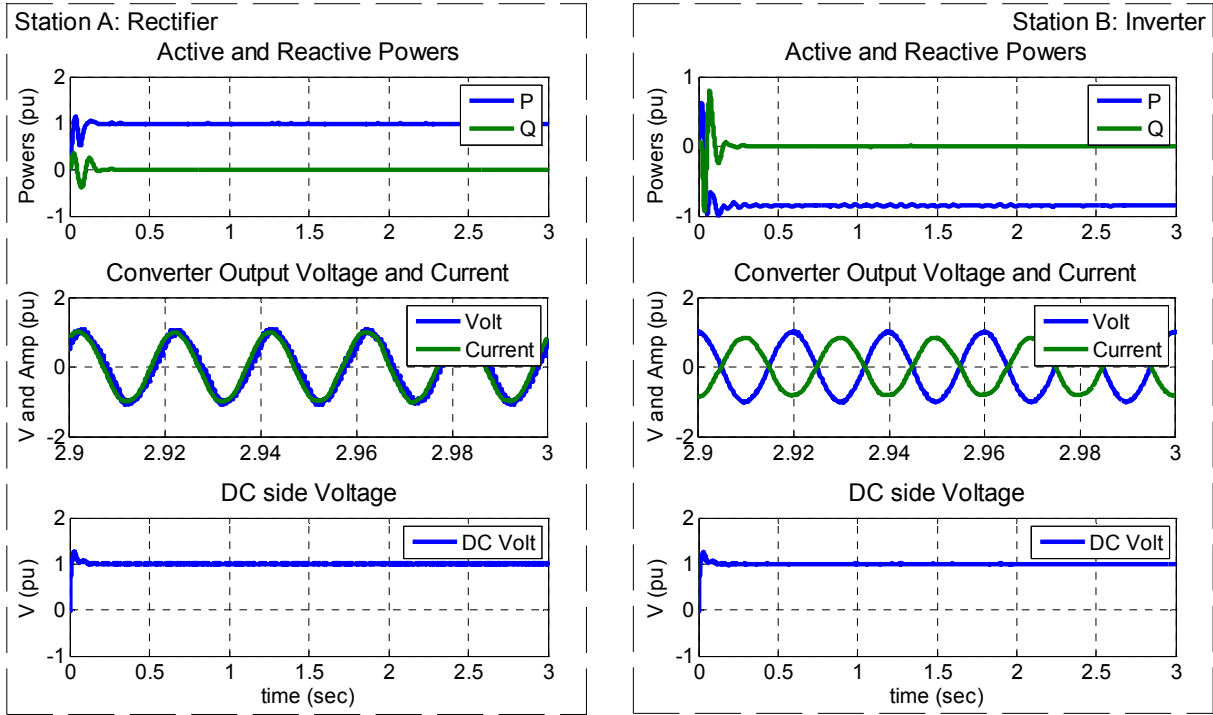 Station A: Rectifier
Active and Reactive Powers
Powers (pu)
2
1
0
-1
P
Q
0 0.5 1 1.5 2 2.5 3
Converter Output Voltage and Current
V and Amp (pu)
2
1
0
-1
-2
Volt
Current
2.9 2.92 2.94 2.96 2.98 3
DC side Voltage
V (pu)
2
1
0
-1
DC Volt
0 0.5 1 1.5 2 2.5 3
time (sec)
Station B: Inverter
Active and Reactive Powers
Powers (pu)
1
0
-1
P
Q
0 0.5 1 1.5 2 2.5 3
Converter Output Voltage and Current
V and Amp (pu)
2
1
0
-1
-2
Volt
Current
2.9 2.92 2.94 2.96 2.98 3
DC side Voltage
V (pu)
2
1
0
-1
DC Volt
0 0.5 1 1.5 2 2.5 3
time (sec)